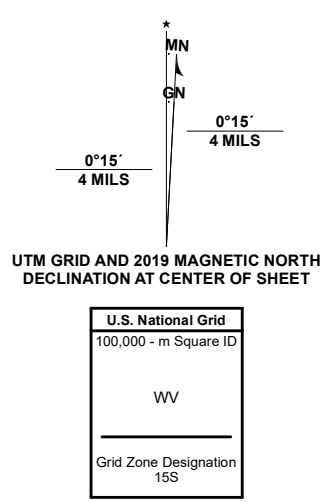 ★
MN
GN
0°15´
4 MILS
0°15´
4 MILS
UTM GRID AND 2019 MAGNETIC NORTH
DECLINATION AT CENTER OF SHEET
U.S. National Grid
100,000 - m Square ID
WV
Grid Zone Designation
15S